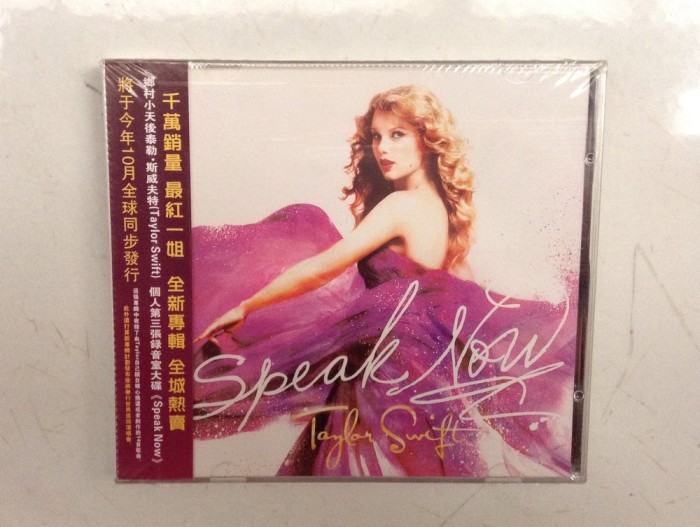 千萬銷量 最紅一姐 全新專輯 全城熱賣
鄉村小天後泰勒·斯威夫特(Taylor Swift) 個人第三張錄音室大碟《Speak Now》
將于今年10月全球同步發行
Speak Now
Taylor Swift